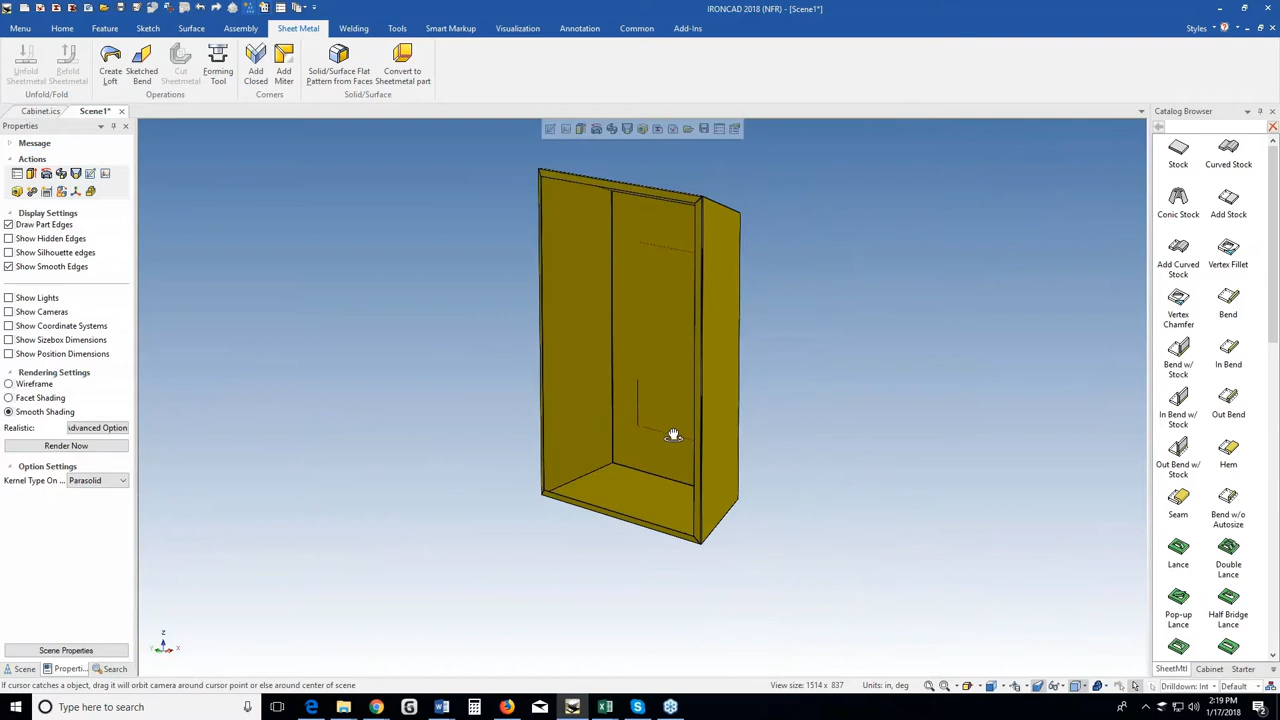 IRONCAD 2018 (NFR) - [Scene1*]
Menu Home Feature Sketch Surface Assembly Sheet Metal Tools Smart Markup Welding Visualization Annotation Common Add-Ins Styles
Unfold Sheetmetal
Refold Sheetmetal
Create Loft
Sketched Bend
Cut Sheetmetal
Forming Tool
Add Closed
Add Miter
Solid/Surface Flat Pattern from Faces
Convert to Sheetmetal part
Unfold/Fold Operations Corners Solid/Surface
Cabinet.ics Scene1*
Properties
Message
Actions
Display Settings
Draw Part Edges
Show Hidden Edges
Show Silhouette edges
Show Smooth Edges
Show Lights
Show Cameras
Show Coordinate Systems
Show Sizebox Dimensions
Show Position Dimensions
Rendering Settings
Wireframe
Facet Shading
Smooth Shading
Realistic: Advanced Option
Render Now
Option Settings
Kernel Type On ... Parasolid
Z
Y X
Scene Properties
Scene Properti... Search
Catalog Browser
Stock Curved Stock
Conic Stock Add Stock
Add Curved Stock Vertex Fillet
Vertex Chamfer Bend
Bend w/ Stock In Bend
In Bend w/ Stock Out Bend
Out Bend w/ Stock Hem
Seam Bend w/o Autosize
Lance Double Lance
Pop-up Lance Half Bridge Lance
SheetMtl Cabinet Starter
If cursor catches a object, drag it will orbit camera around cursor point or else around center of scene
View size: 1514 x 837 Units: in, deg
Drilldown: Int Default
Type here to search
2:19 PM
1/17/2018
2